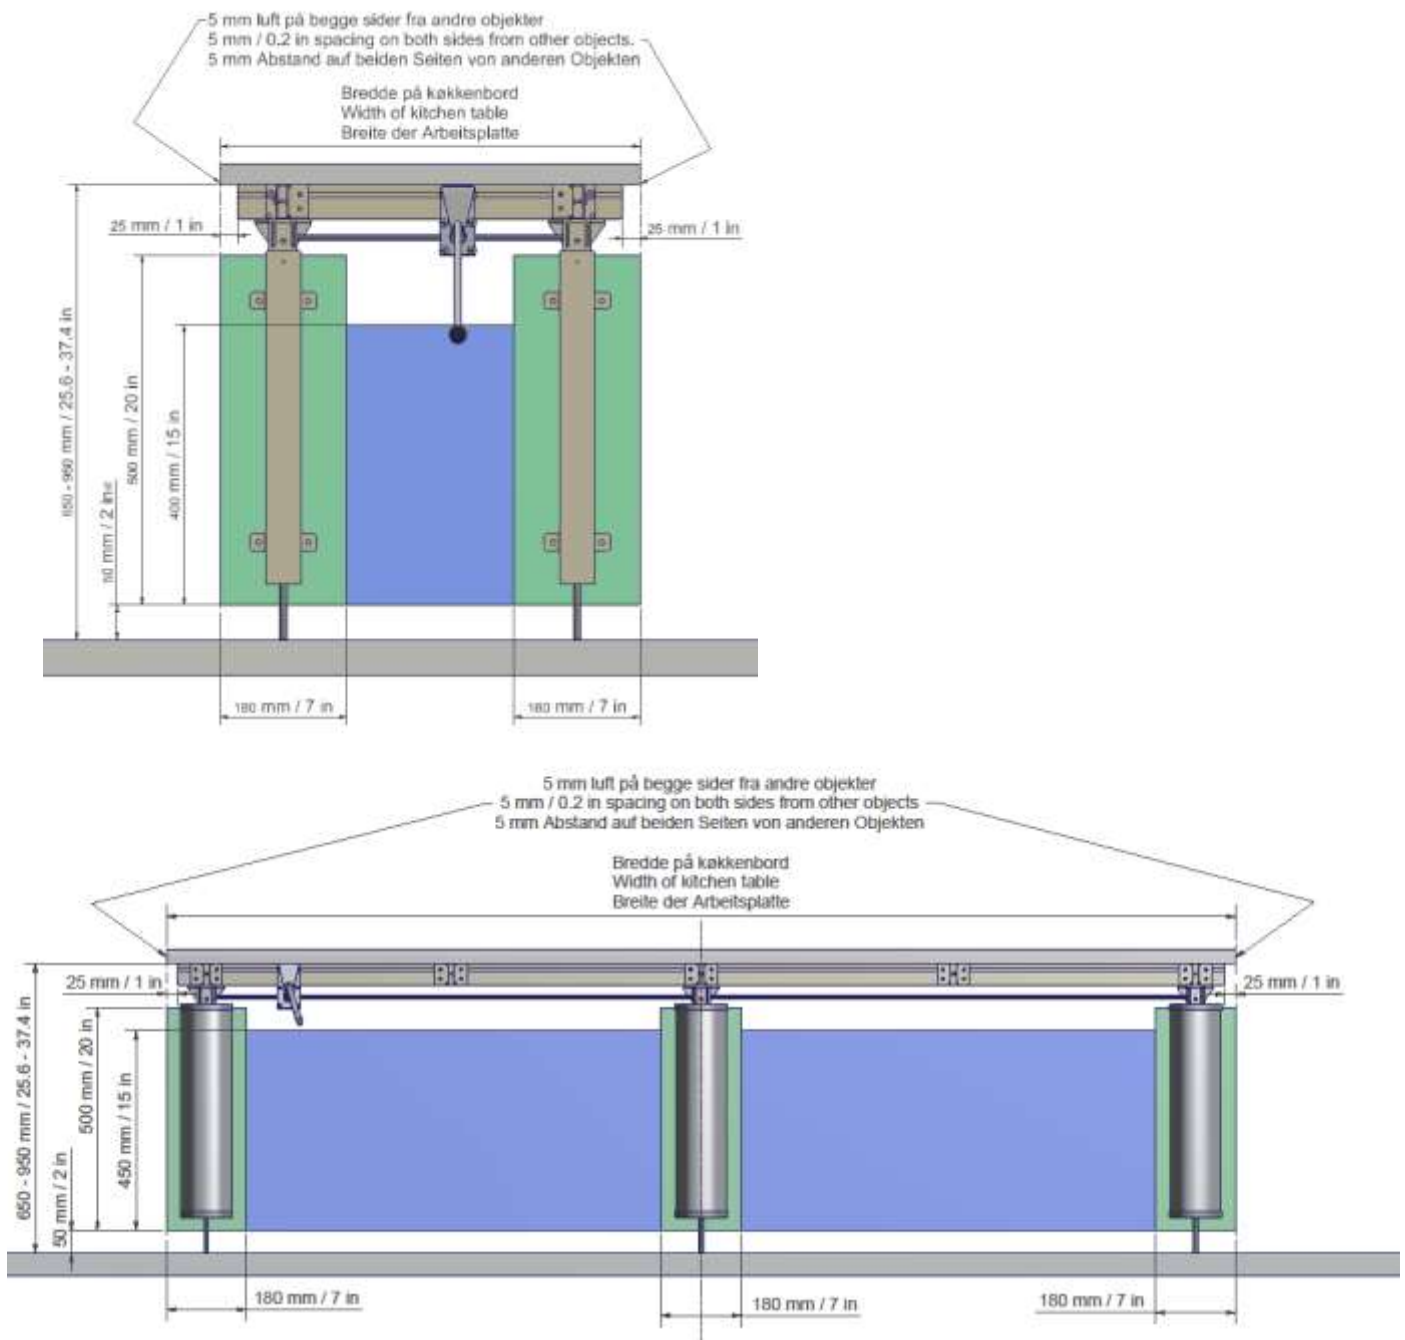 5 mm luft på begge sider fra andre objekter
5 mm / 0.2 in spacing on both sides from other objects.
5 mm Abstand auf beiden Seiten von anderen Objekten
Bredde på køkkenbord
Width of kitchen table
Breite der Arbeitsplatte
25 mm / 1 in
25 mm / 1 in
650 - 950 mm / 25.6 - 37.4 in
500 mm / 20 in
400 mm / 15 in
50 mm / 2 in
180 mm / 7 in
180 mm / 7 in
5 mm luft på begge sider fra andre objekter
5 mm / 0.2 in spacing on both sides from other objects
5 mm Abstand auf beiden Seiten von anderen Objekten
Bredde på køkkenbord
Width of kitchen table
Breite der Arbeitsplatte
25 mm / 1 in
25 mm / 1 in
650 - 950 mm / 25.6 - 37.4 in
500 mm / 20 in
450 mm / 15 in
50 mm / 2 in
180 mm / 7 in
180 mm / 7 in
180 mm / 7 in